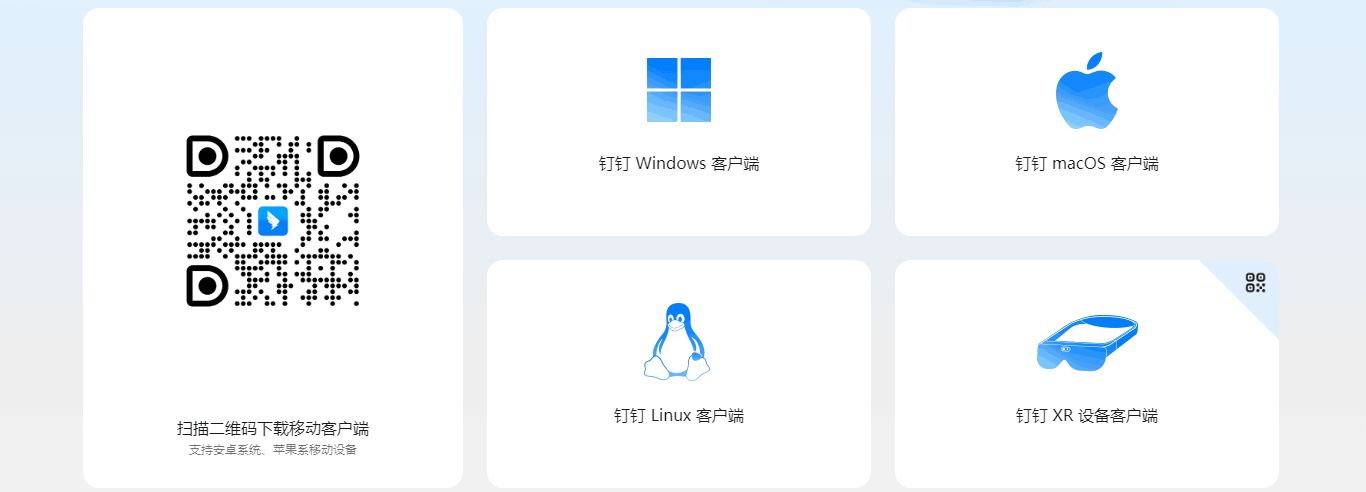 扫描二维码下载移动客户端
支持安卓系统、苹果系移动设备
钉钉 Windows 客户端
钉钉 macOS 客户端
钉钉 Linux 客户端
钉钉 XR 设备客户端